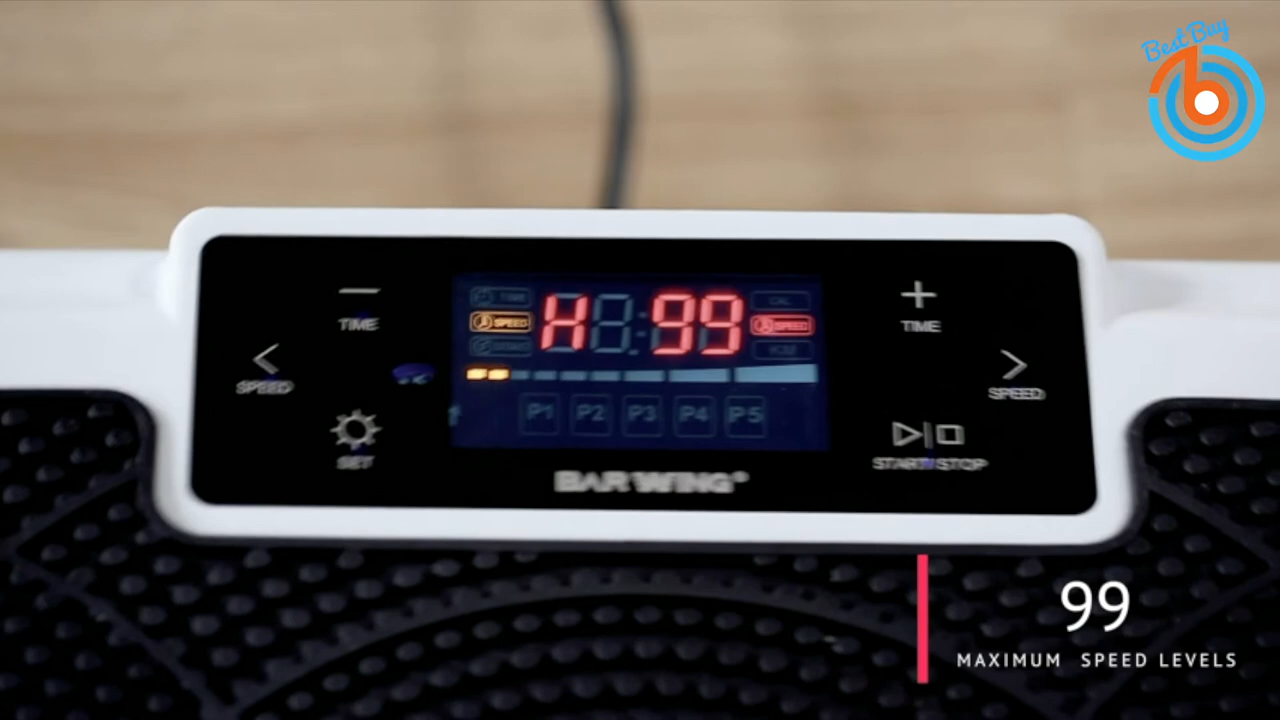 Best Buy
TIME
SPEED
H 99
CAL
SPEED
TIME
SPEED
SET
P1 P2 P3 P4 P5
TIME
SPEED
START/STOP
BARWING®
99
MAXIMUM SPEED LEVELS